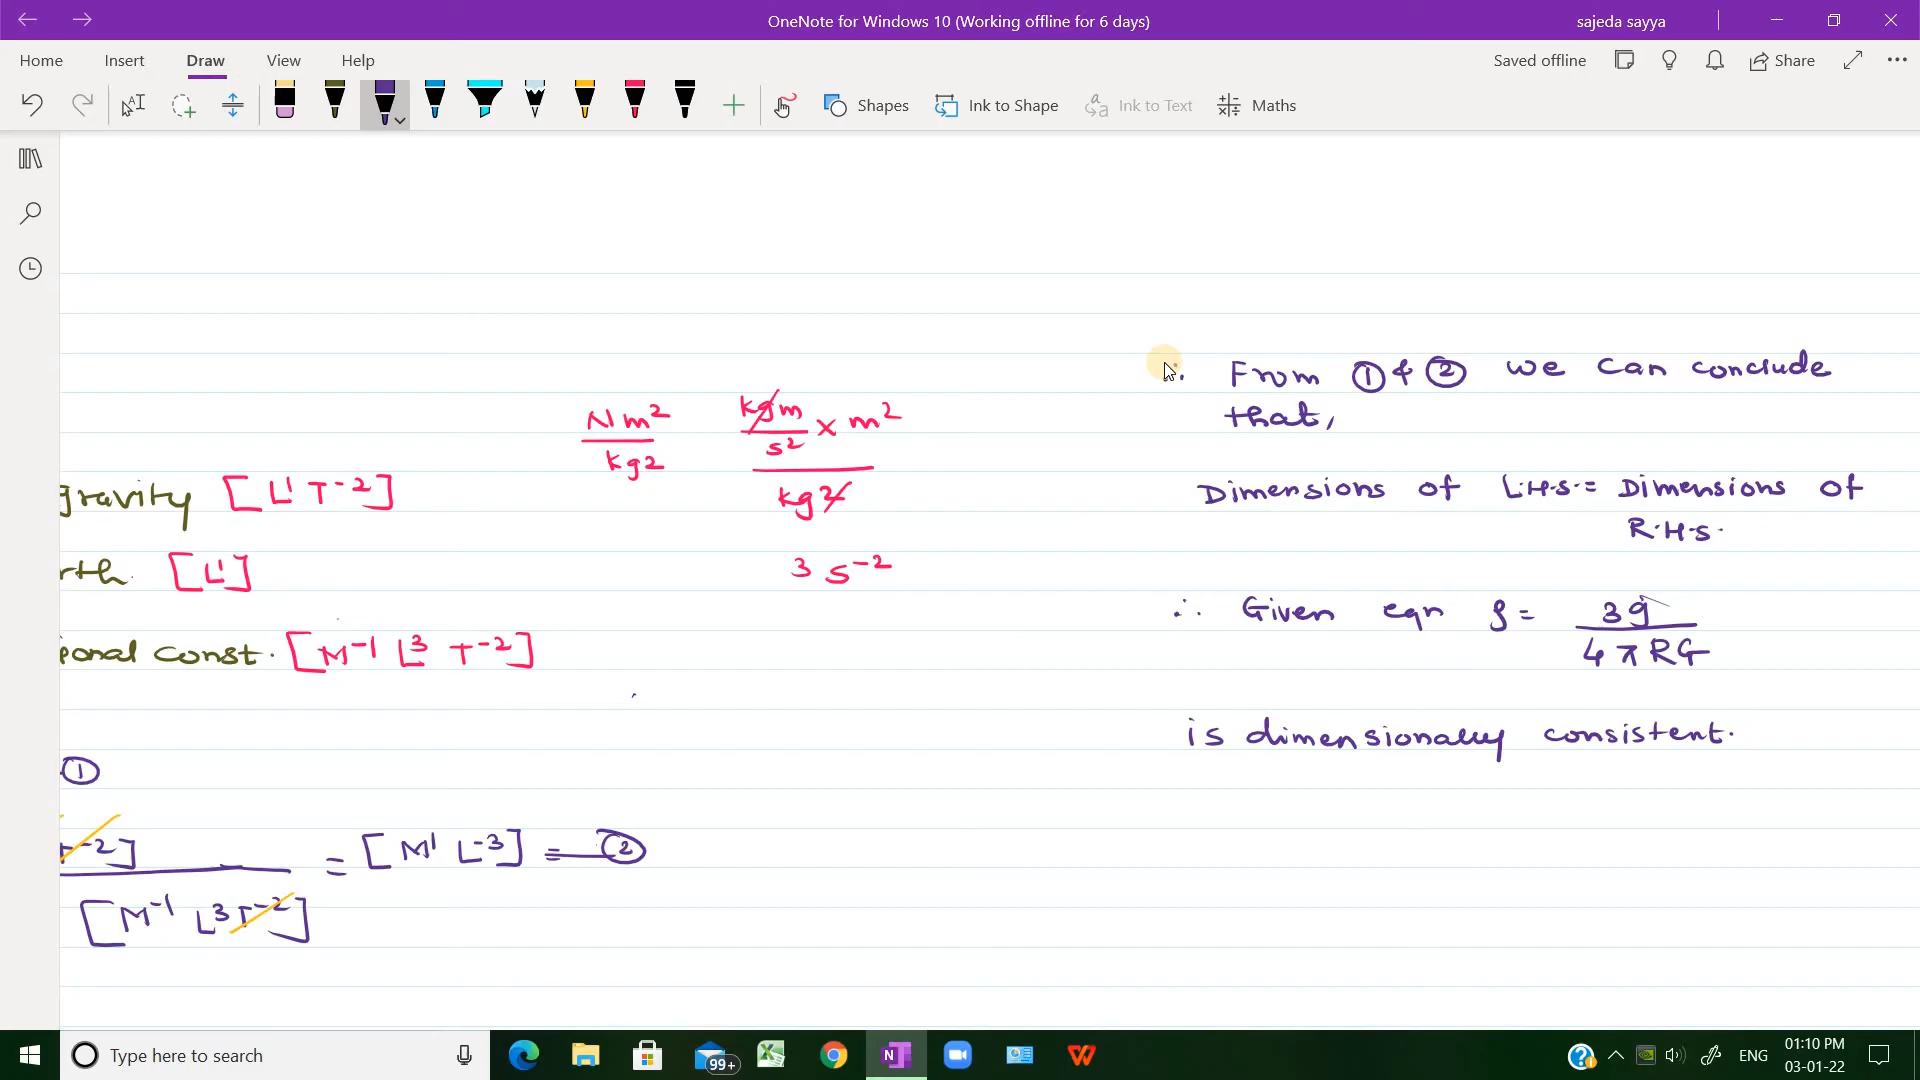 OneNote for Windows 10 (Working offline for 6 days)
sajeda sayya
Home Insert Draw View Help
Saved offline
Share
Shapes
Ink to Shape
Ink to Text
Maths
gravity [L¹ T⁻²]
rth. [L¹]
ional const. [M⁻¹ L³ T⁻²]
Nm²
kg2
kgm
s² × m²
kg2
3 s⁻²
①
T⁻²]
[M⁻¹ L³ T⁻²]
= [M¹ L⁻³] = ②
∴ From ① & ② we can conclude
that,
Dimensions of L.H.S. = Dimensions of
R.H.S.
∴ Given eqn ρ = 3g
4πRG
is dimensionally consistent.
Type here to search
99+
ENG
01:10 PM
03-01-22